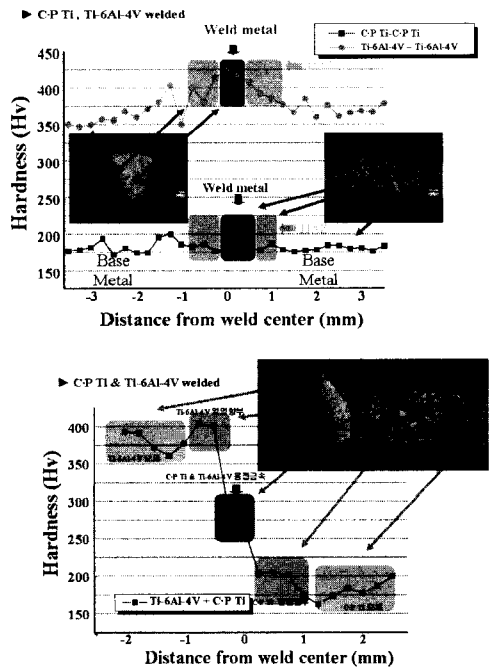 ► C·P Ti , Ti-6Al-4V welded
Weld metal
C·P Ti-C·P Ti
Ti-6Al-4V – Ti-6Al-4V
Hardness (Hv)
450
400
350
300
250
200
150
Weld metal
Base
Metal
Base
Metal
-3 -2 -1 0 1 2 3
Distance from weld center (mm)
► C·P Ti & Ti-6Al-4V welded
Hardness (Hv)
400
350
300
250
200
150
Ti-6Al-4V
C·P Ti & Ti-6Al-4V 용접금속
Ti-6Al-4V + C·P Ti
-2 -1 0 1 2
Distance from weld center (mm)